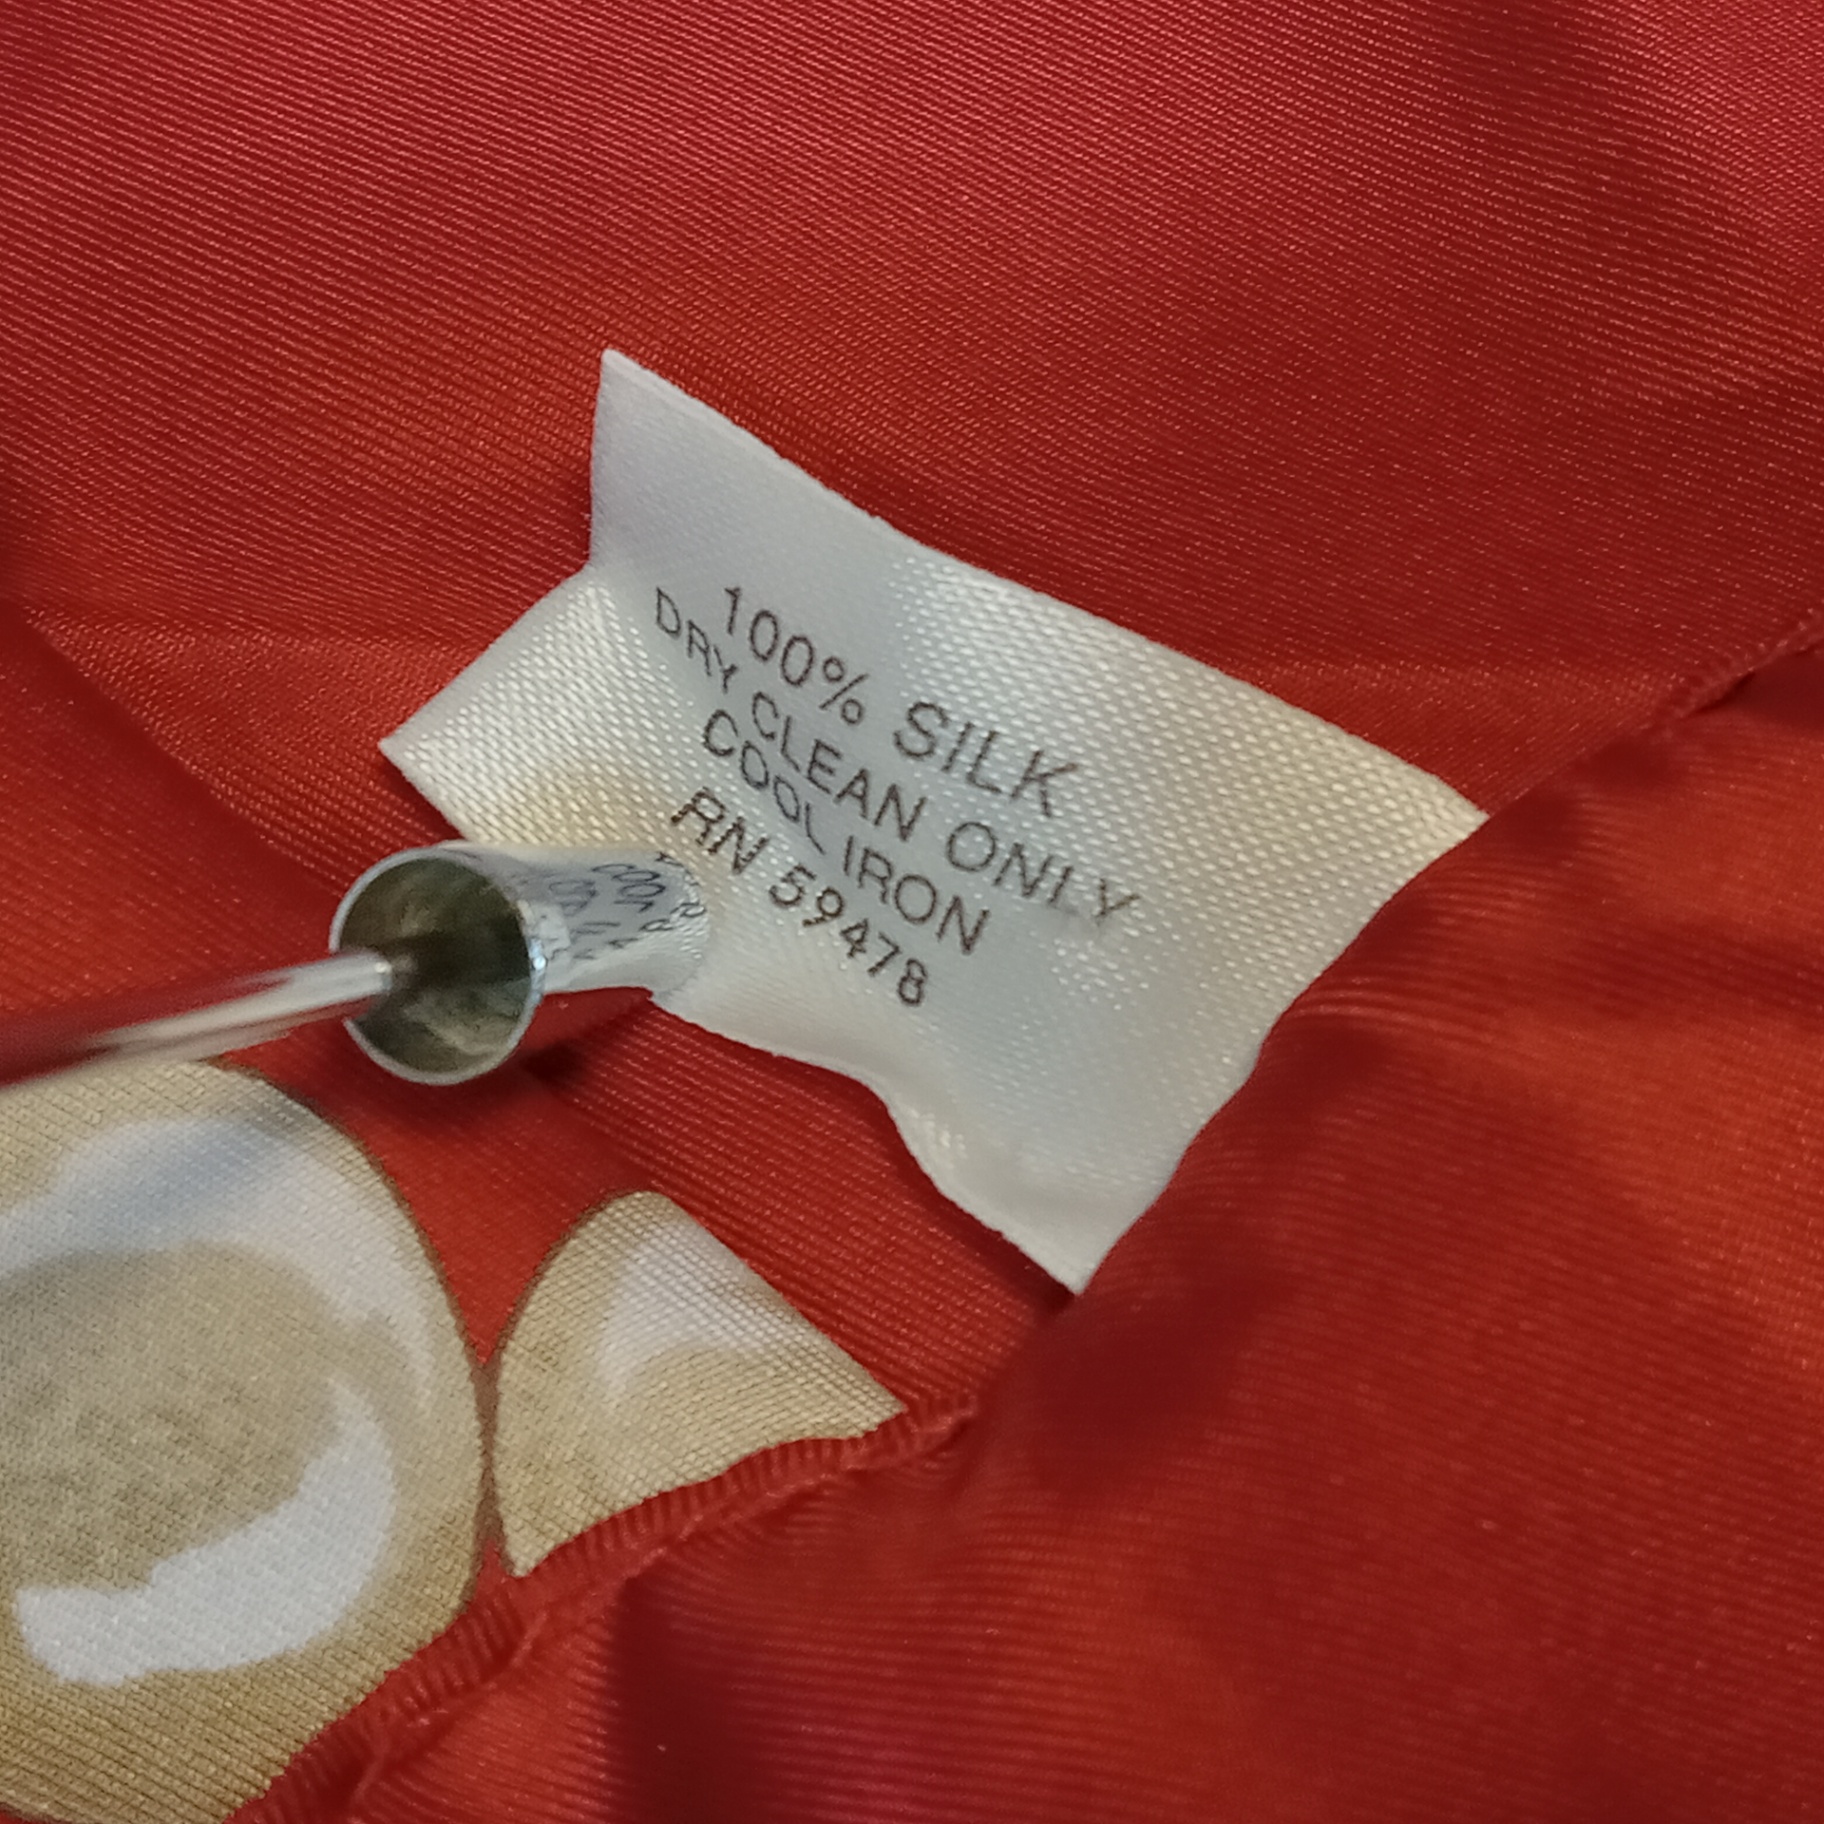 100% SILK
DRY CLEAN ONLY
COOL IRON
RN 59478